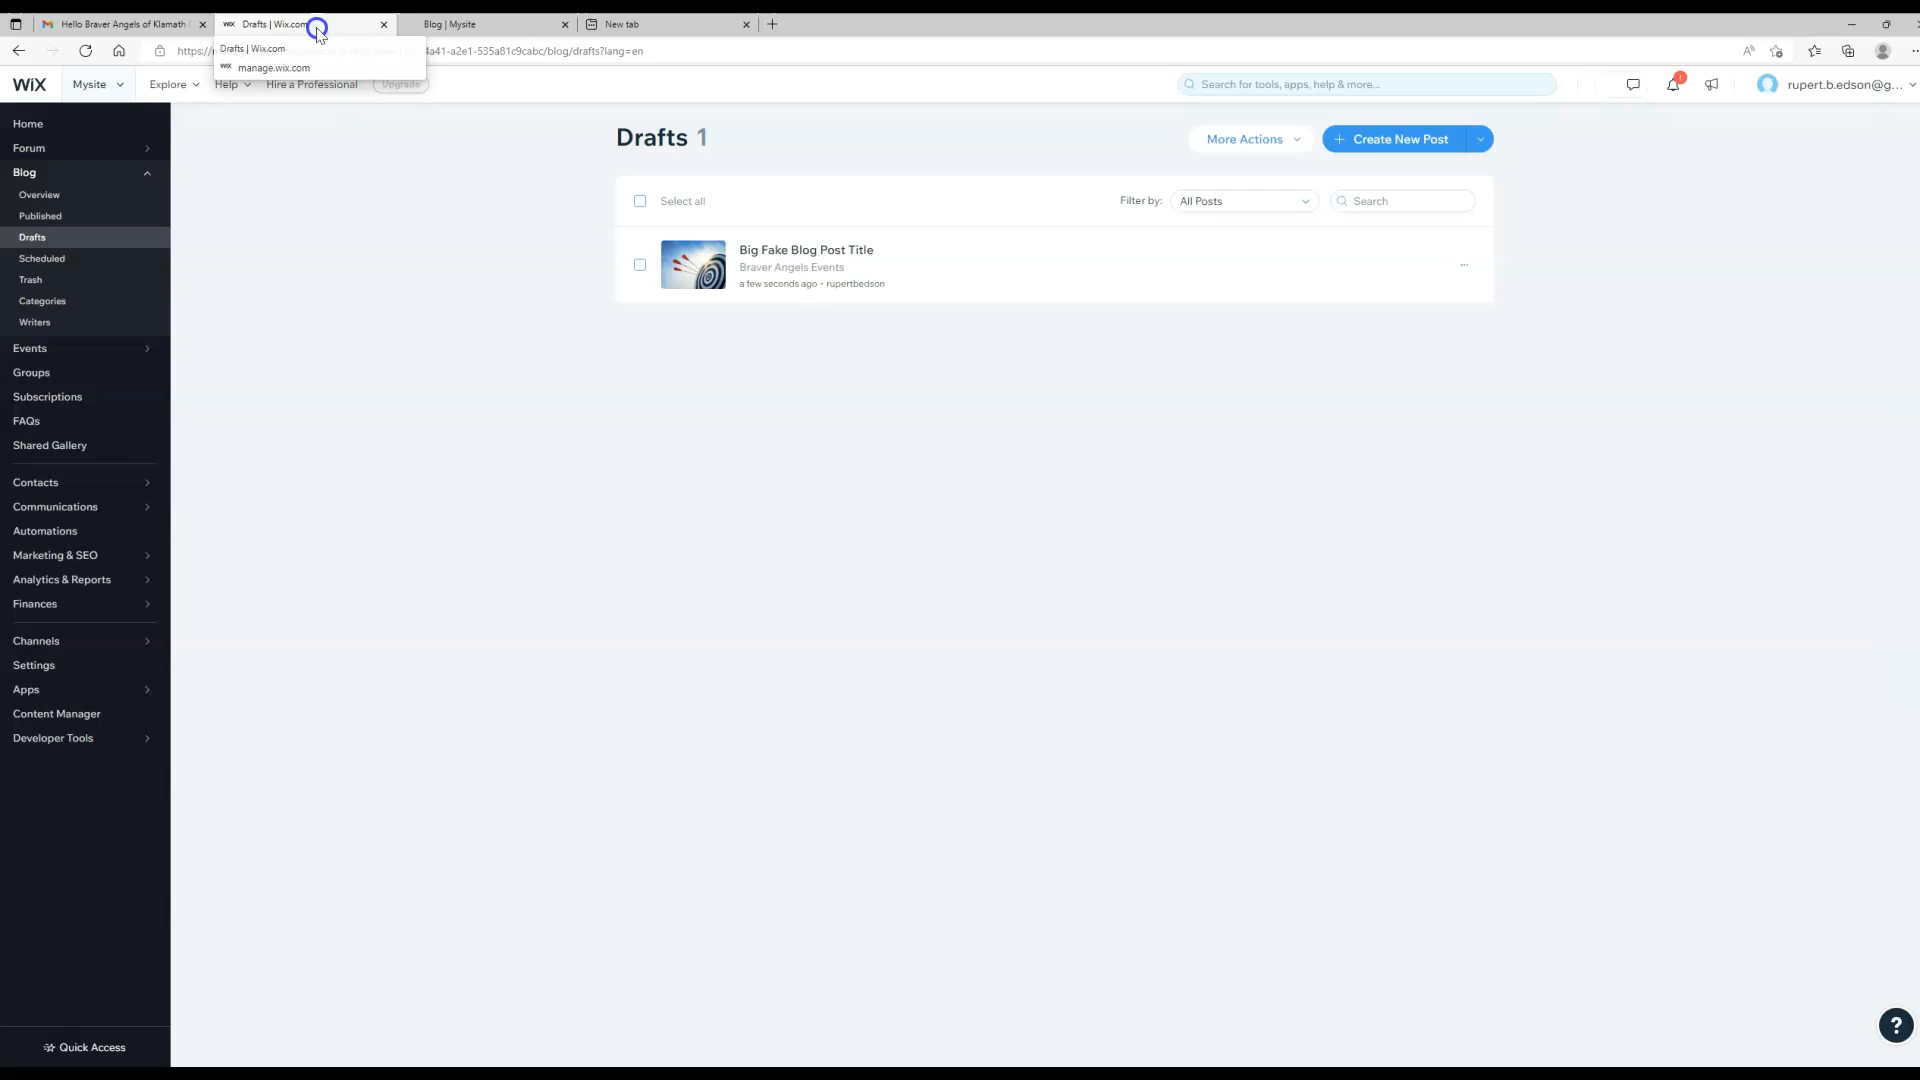 Hello Braver Angels of Klamath
WIX Drafts | Wix.com
Blog | Mysite
New tab
https://
4a41-a2e1-535a81c9cabc/blog/drafts?lang=en
Drafts | Wix.com
WIX manage.wix.com
WiX
Mysite
Explore
Help
Hire a Professional
Upgrade
Search for tools, apps, help & more...
rupert.b.edson@g...
Home
Forum
Blog
Overview
Published
Drafts
Scheduled
Trash
Categories
Writers
Events
Groups
Subscriptions
FAQs
Shared Gallery
Contacts
Communications
Automations
Marketing & SEO
Analytics & Reports
Finances
Channels
Settings
Apps
Content Manager
Developer Tools
Quick Access
Drafts 1
More Actions
+ Create New Post
Select all
Filter by:
All Posts
Search
Big Fake Blog Post Title
Braver Angels Events
a few seconds ago • rupertbedson
...
?